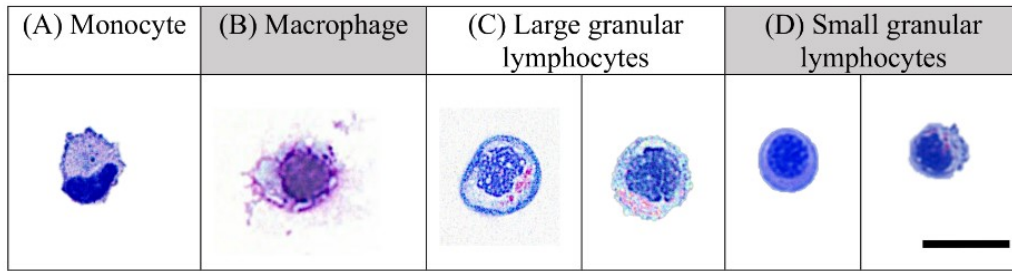 (A) Monocyte
(B) Macrophage
(C) Large granular
lymphocytes
(D) Small granular
lymphocytes